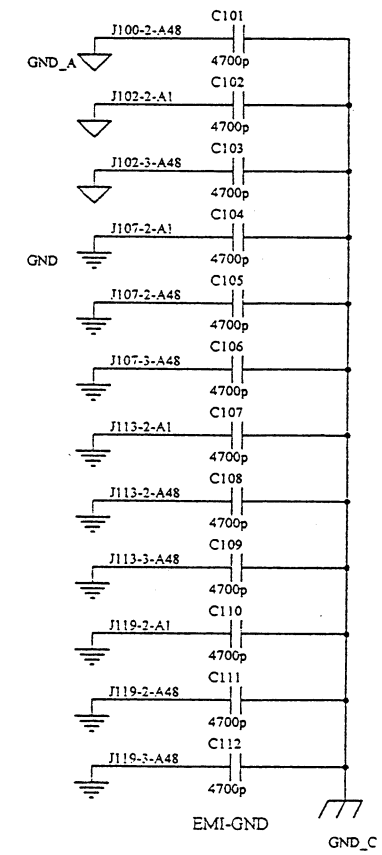 C101
J100-2-A48
GND_A
4700p
C102
J102-2-A1
4700p
C103
J102-3-A48
4700p
C104
J107-2-A1
GND
4700p
C105
J107-2-A48
4700p
C106
J107-3-A48
4700p
C107
J113-2-A1
4700p
C108
J113-2-A48
4700p
C109
J113-3-A48
4700p
C110
J119-2-A1
4700p
C111
J119-2-A48
4700p
C112
J119-3-A48
4700p
EMI-GND
GND_C